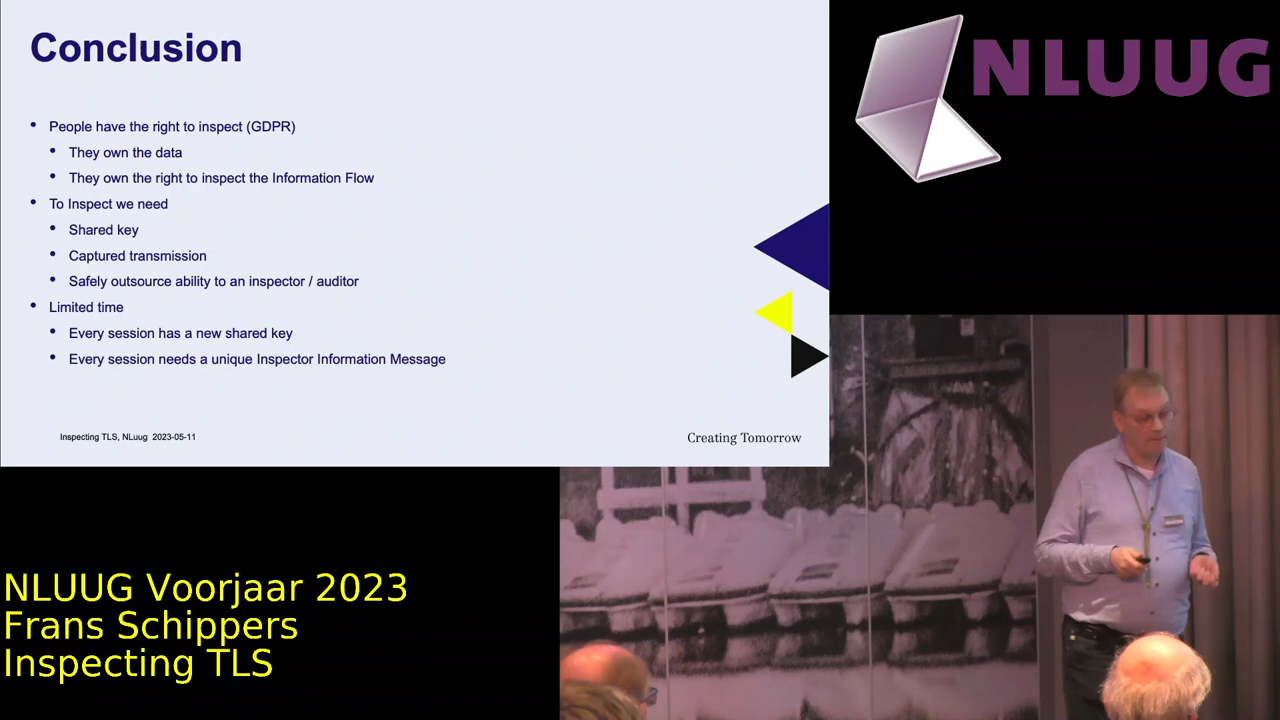 Conclusion
• People have the right to inspect (GDPR)
• They own the data
• They own the right to inspect the Information Flow
• To Inspect we need
• Shared key
• Captured transmission
• Safely outsource ability to an inspector / auditor
• Limited time
• Every session has a new shared key
• Every session needs a unique Inspector Information Message
Inspecting TLS, NLuug 2023-05-11
Creating Tomorrow
NLUUG
NLUUG Voorjaar 2023
Frans Schippers
Inspecting TLS